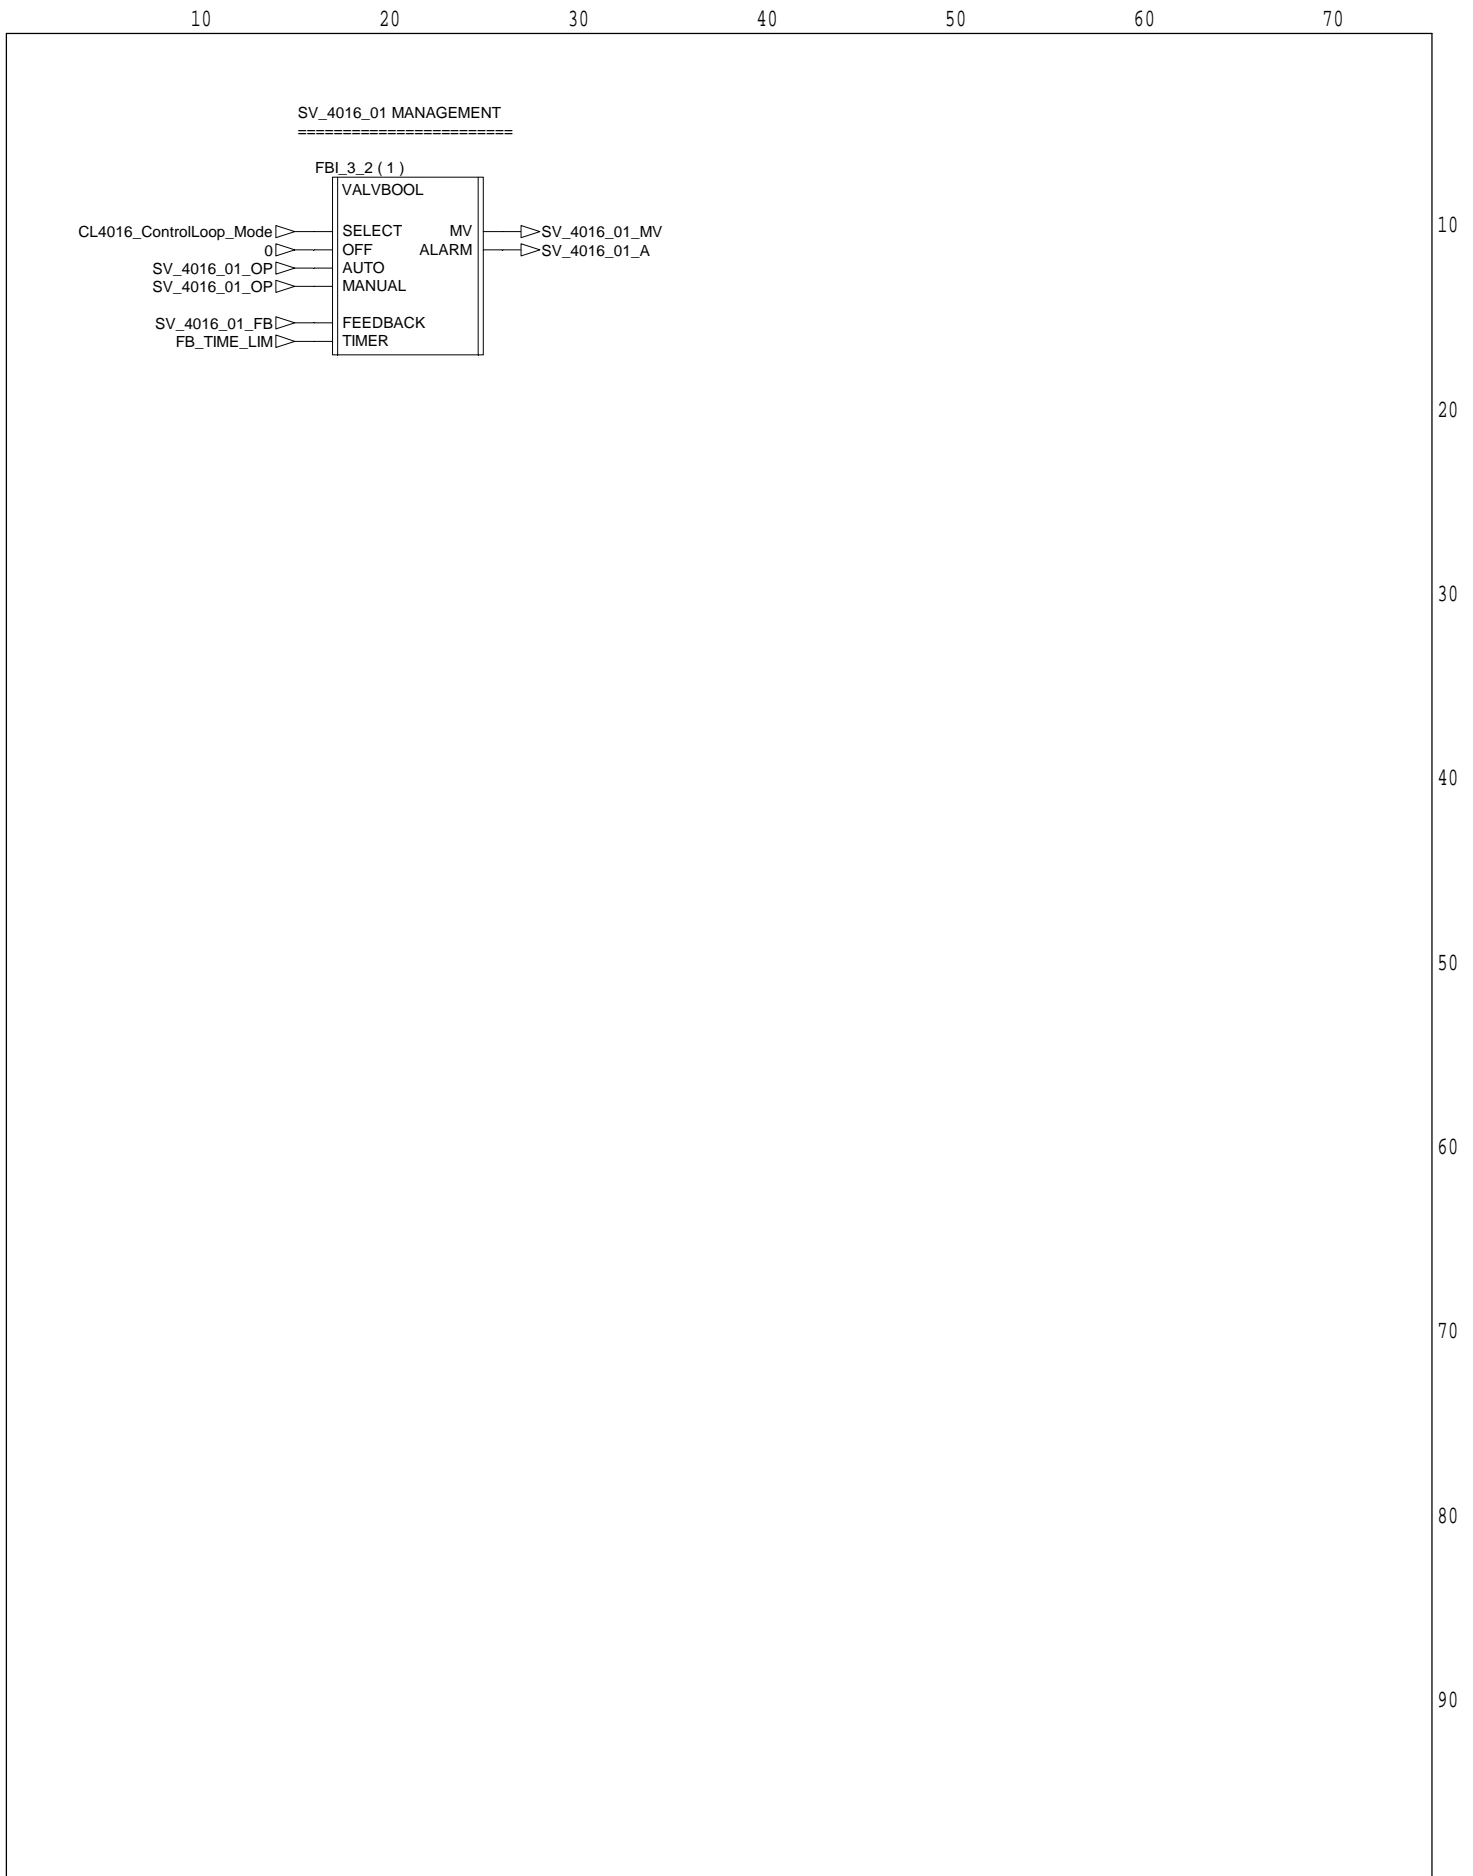 10 20 30 40 50 60 70
SV_4016_01 MANAGEMENT
========================
FBI_3_2 ( 1 )
VALVBOOL
CL4016_ControlLoop_Mode SELECT MV SV_4016_01_MV 10
0 OFF ALARM SV_4016_01_A
SV_4016_01_OP AUTO
SV_4016_01_OP MANUAL
SV_4016_01_FB FEEDBACK
FB_TIME_LIM TIMER
20
30
40
50
60
70
80
90